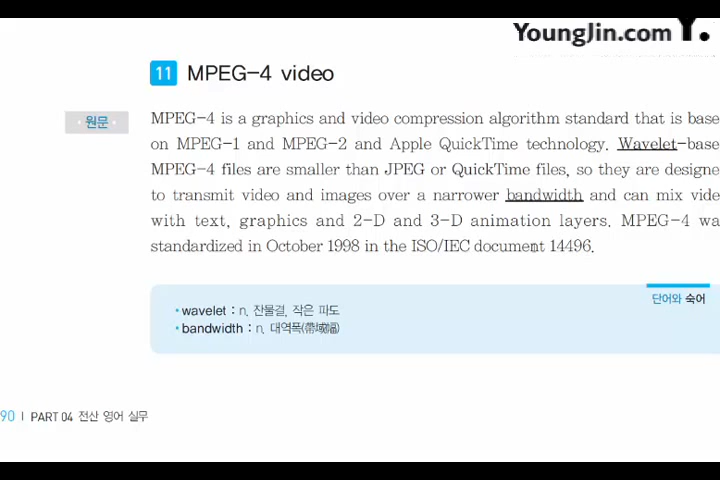 YoungJin.com Y.
11 MPEG-4 video
• 원문 •
MPEG-4 is a graphics and video compression algorithm standard that is base
on MPEG-1 and MPEG-2 and Apple QuickTime technology. Wavelet-base
MPEG-4 files are smaller than JPEG or QuickTime files, so they are designe
to transmit video and images over a narrower bandwidth and can mix vide
with text, graphics and 2-D and 3-D animation layers. MPEG-4 wa
standardized in October 1998 in the ISO/IEC document 14496.
단어와 숙어
• wavelet : n. 잔물결, 작은 파도
• bandwidth : n. 대역폭(帶域幅)
90 | PART 04 전산 영어 실무